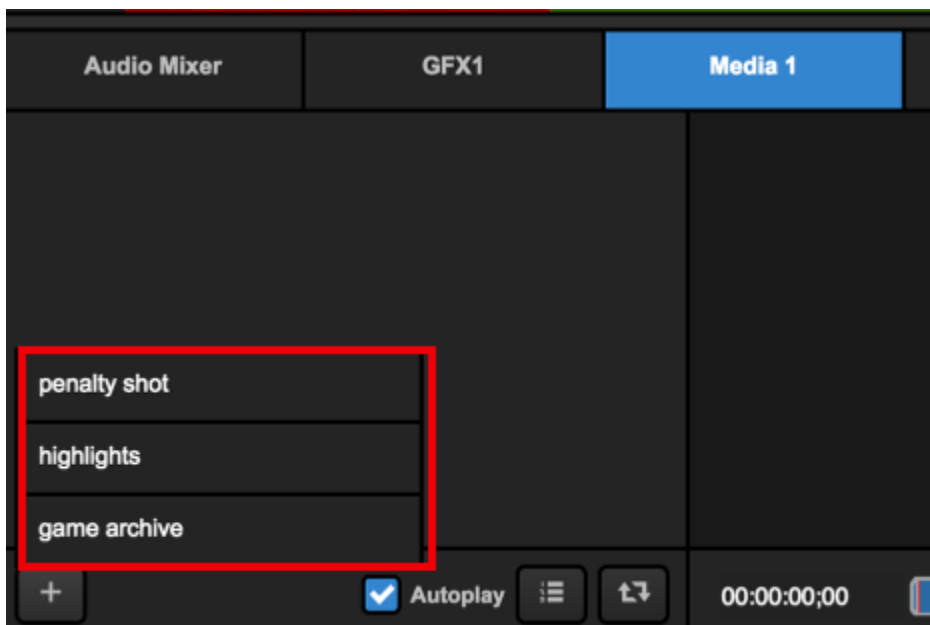 Audio Mixer GFX1 Media 1
penalty shot
highlights
game archive
+ Autoplay 00:00:00;00